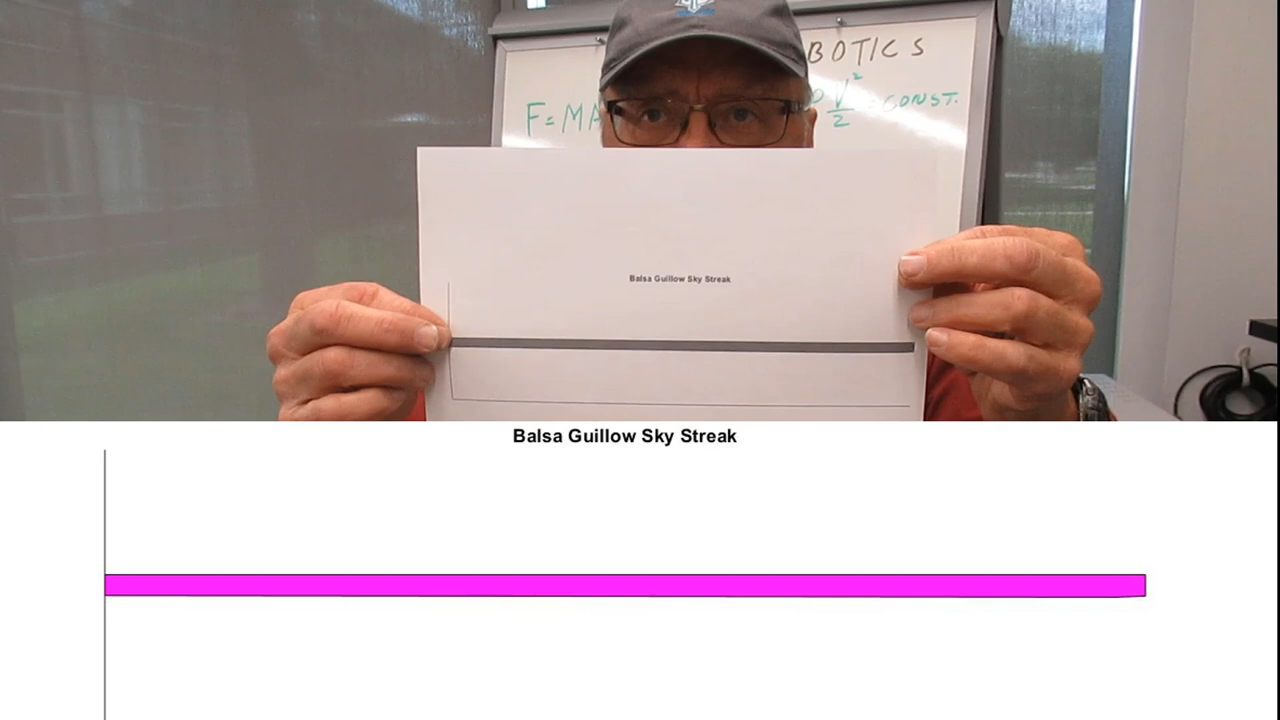 BOTICS
F=MA
V²/2 = CONST.
Balsa Guillow Sky Streak
Balsa Guillow Sky Streak